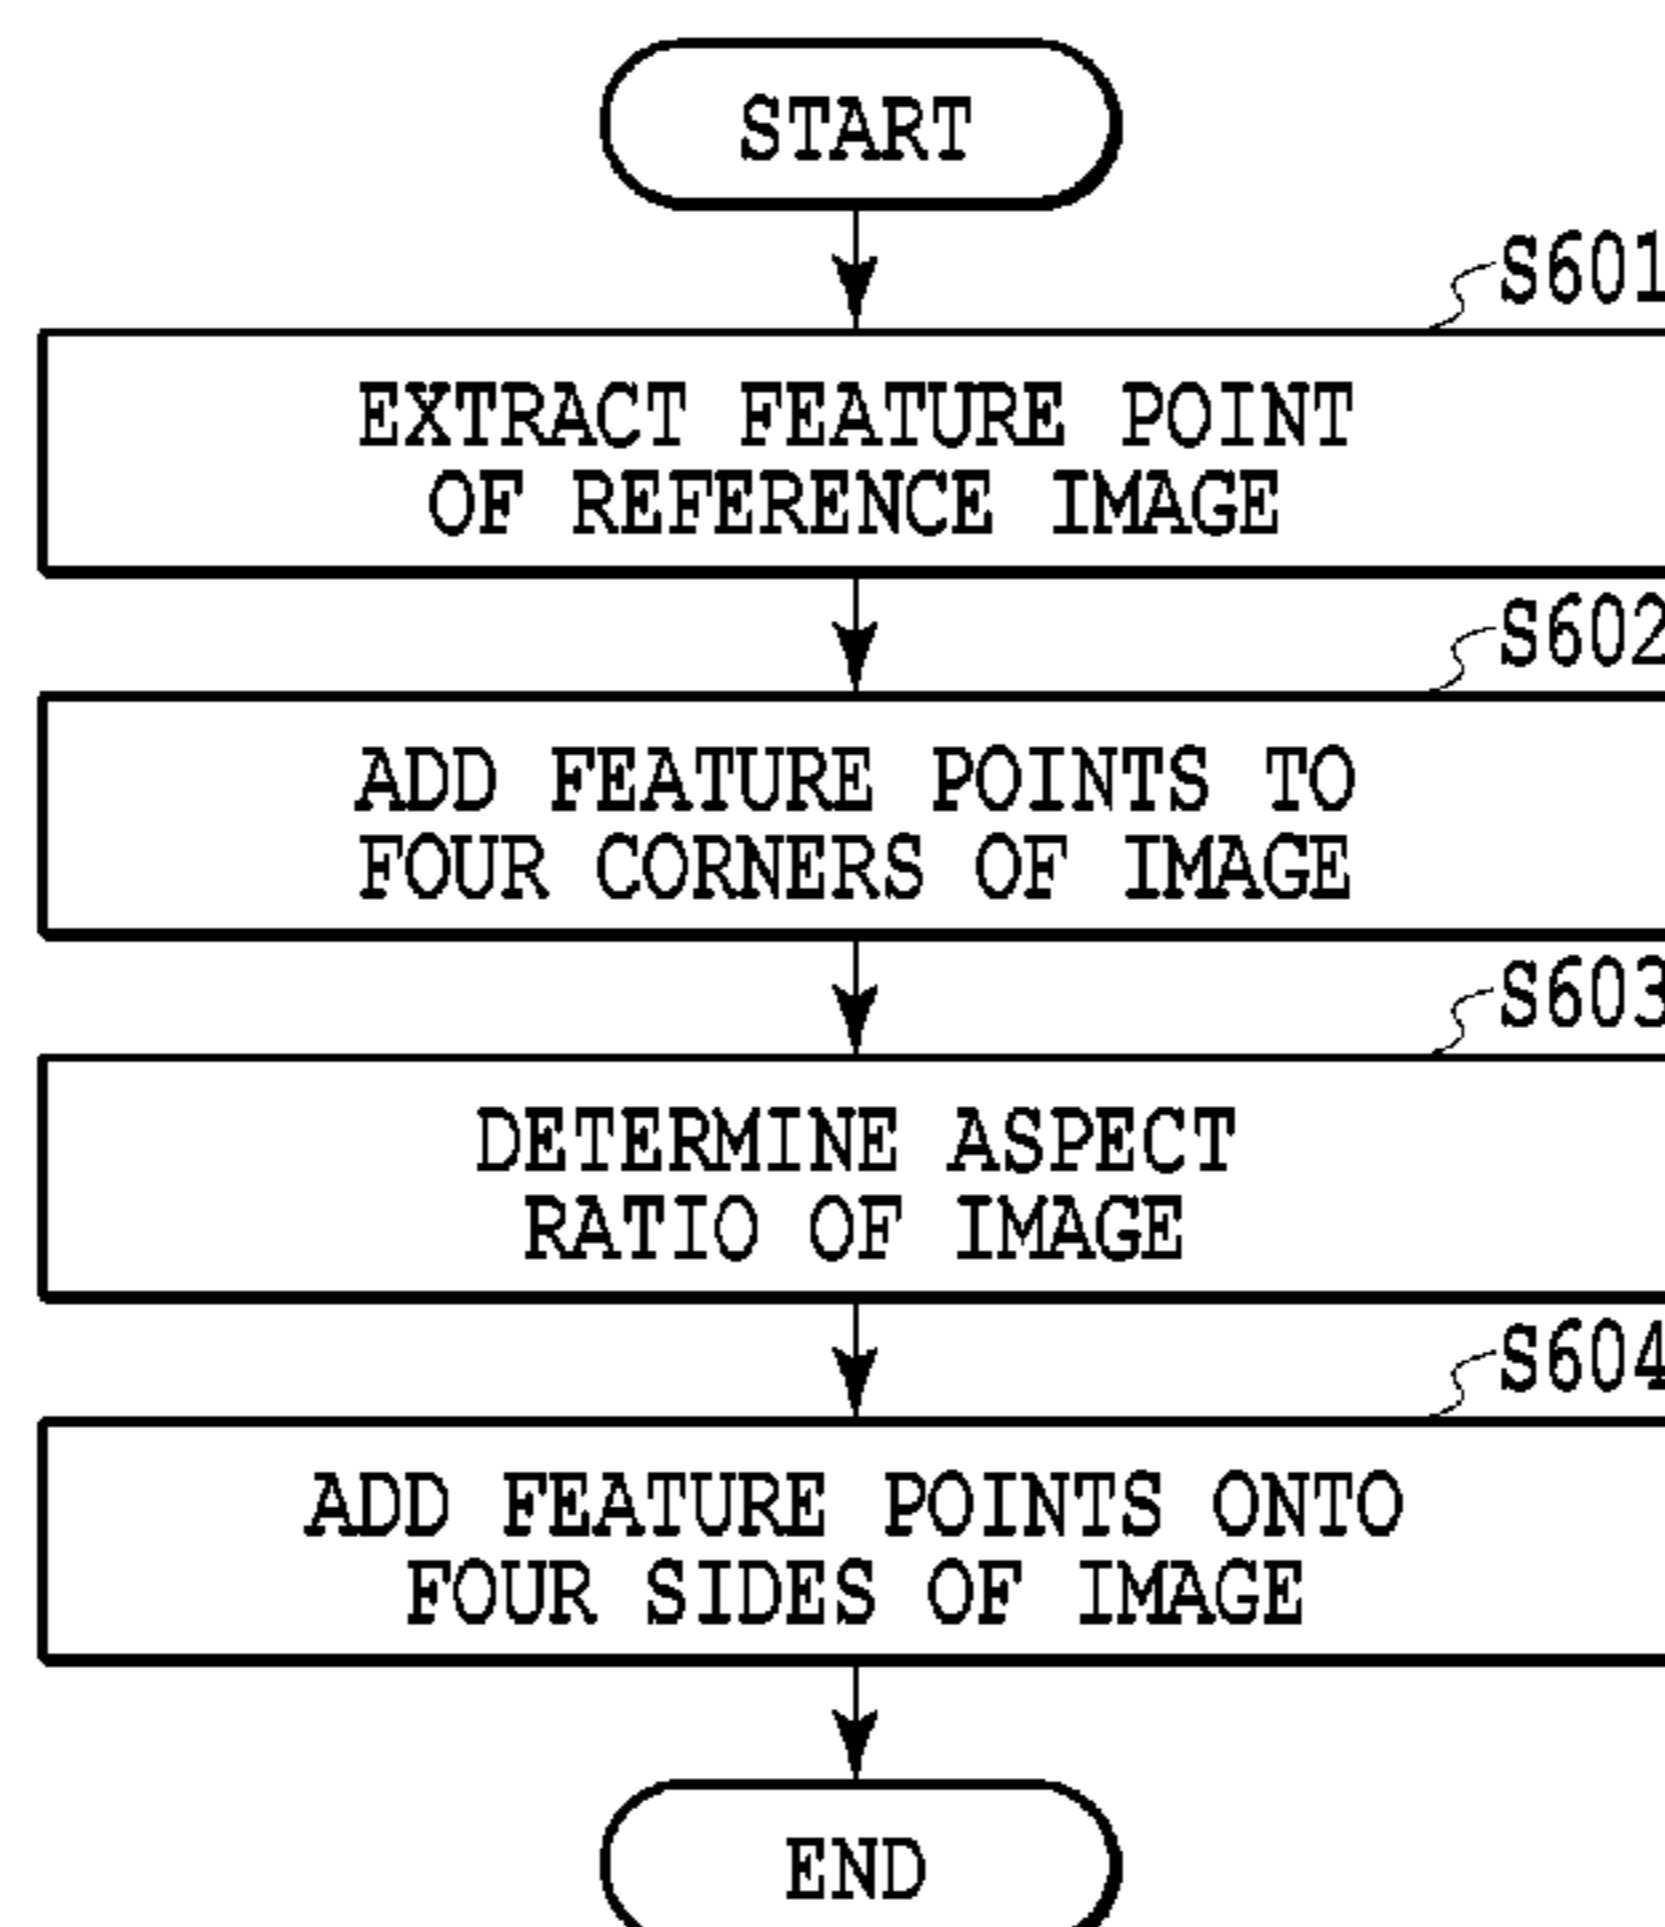 START
S601
EXTRACT FEATURE POINT
OF REFERENCE IMAGE
S602
ADD FEATURE POINTS TO
FOUR CORNERS OF IMAGE
S603
DETERMINE ASPECT
RATIO OF IMAGE
S604
ADD FEATURE POINTS ONTO
FOUR SIDES OF IMAGE
END